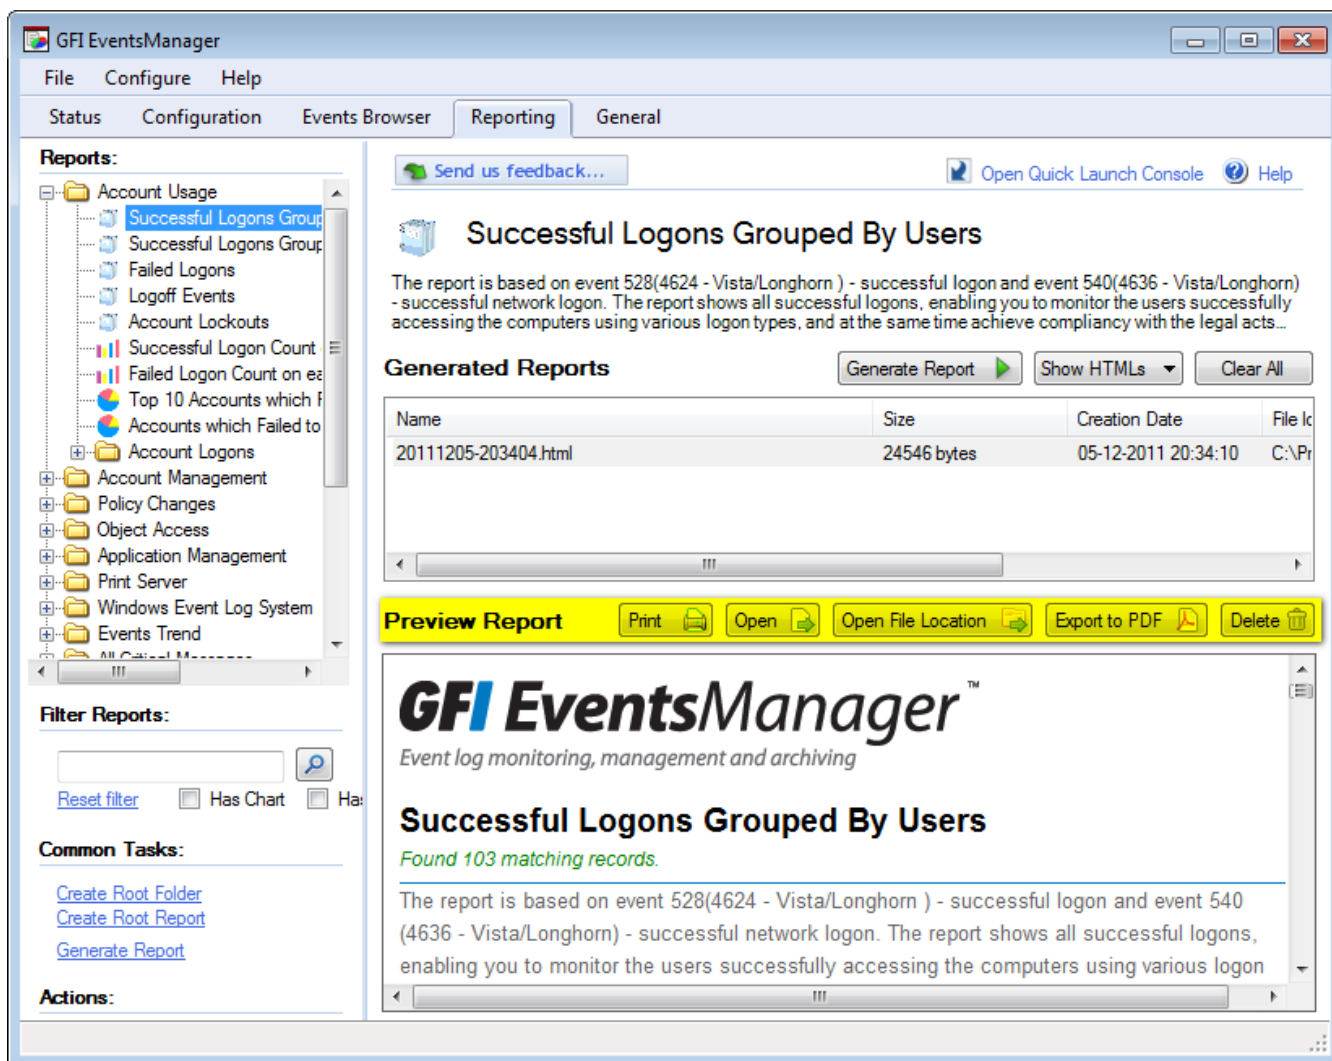 GFI EventsManager
File Configure Help
Status Configuration Events Browser Reporting General
Reports:
Account Usage
Successful Logons Group
Successful Logons Group
Failed Logons
Logoff Events
Account Lockouts
Successful Logon Count
Failed Logon Count on ea
Top 10 Accounts which F
Accounts which Failed to
Account Logons
Account Management
Policy Changes
Object Access
Application Management
Print Server
Windows Event Log System
Events Trend
All Critical Messages
Filter Reports:
Reset filter Has Chart Has
Common Tasks:
Create Root Folder
Create Root Report
Generate Report
Actions:
Send us feedback...
Open Quick Launch Console Help
Successful Logons Grouped By Users
The report is based on event 528(4624 - Vista/Longhorn ) - successful logon and event 540(4636 - Vista/Longhorn)
- successful network logon. The report shows all successful logons, enabling you to monitor the users successfully
accessing the computers using various logon types, and at the same time achieve compliancy with the legal acts...
Generated Reports Generate Report Show HTMLs Clear All
Name Size Creation Date File lo
20111205-203404.html 24546 bytes 05-12-2011 20:34:10 C:\Pr
Preview Report Print Open Open File Location Export to PDF Delete
GFI EventsManager™
Event log monitoring, management and archiving
Successful Logons Grouped By Users
Found 103 matching records.
The report is based on event 528(4624 - Vista/Longhorn ) - successful logon and event 540
(4636 - Vista/Longhorn) - successful network logon. The report shows all successful logons,
enabling you to monitor the users successfully accessing the computers using various logon